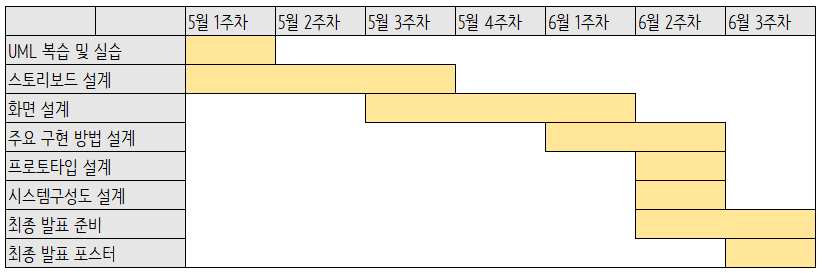 5월 1주차 5월 2주차 5월 3주차 5월 4주차 6월 1주차 6월 2주차 6월 3주차
UML 복습 및 실습
스토리보드 설계
화면 설계
주요 구현 방법 설계
프로토타입 설계
시스템구성도 설계
최종 발표 준비
최종 발표 포스터